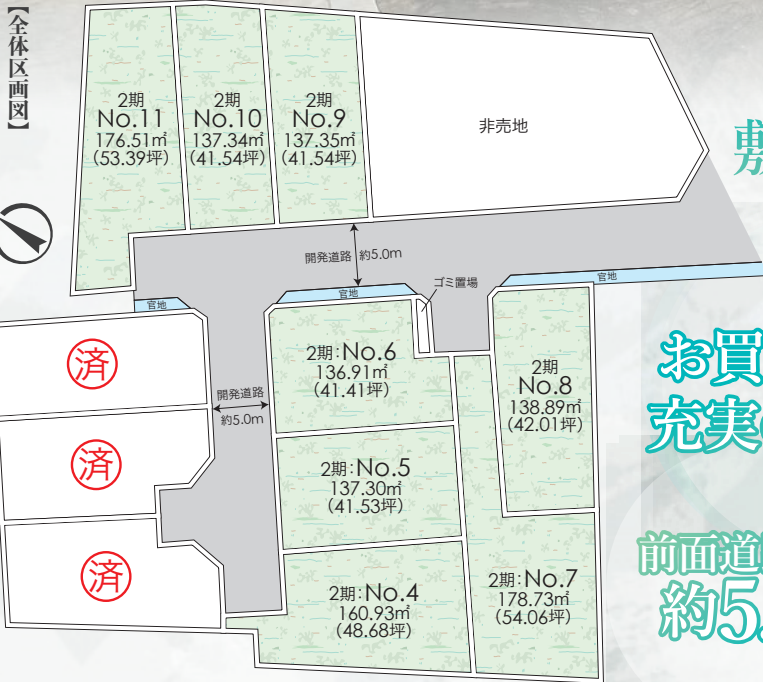 【全体区画図】
2期
No.11
176.51㎡
(53.39坪)
2期
No.10
137.34㎡
(41.54坪)
2期
No.9
137.35㎡
(41.54坪)
非売地
開発道路 約5.0m
官地
官地
官地
ゴミ置場
済
済
済
開発道路
約5.0m
2期:No.6
136.91㎡
(41.41坪)
2期:No.5
137.30㎡
(41.53坪)
2期:No.4
160.93㎡
(48.68坪)
2期
No.8
138.89㎡
(42.01坪)
2期:No.7
178.73㎡
(54.06坪)
敷
お買
充実
前面道
約5.